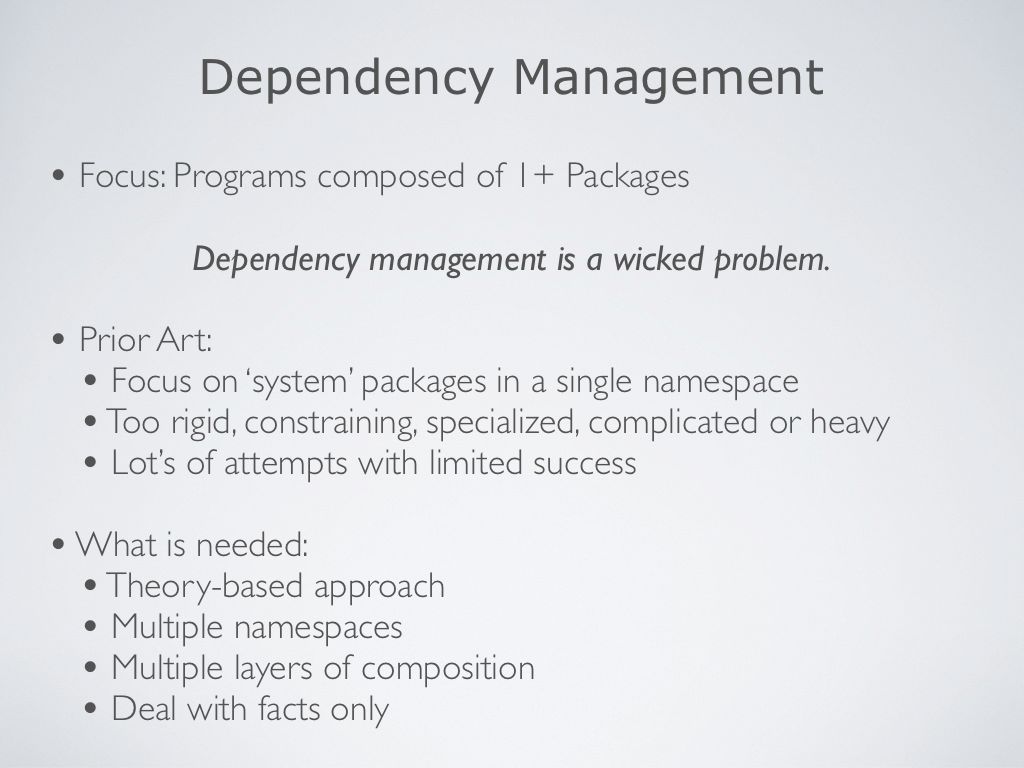 Dependency Management
• Focus: Programs composed of 1+ Packages
Dependency management is a wicked problem.
• Prior Art:
• Focus on ‘system’ packages in a single namespace
• Too rigid, constraining, specialized, complicated or heavy
• Lot’s of attempts with limited success
• What is needed:
• Theory-based approach
• Multiple namespaces
• Multiple layers of composition
• Deal with facts only